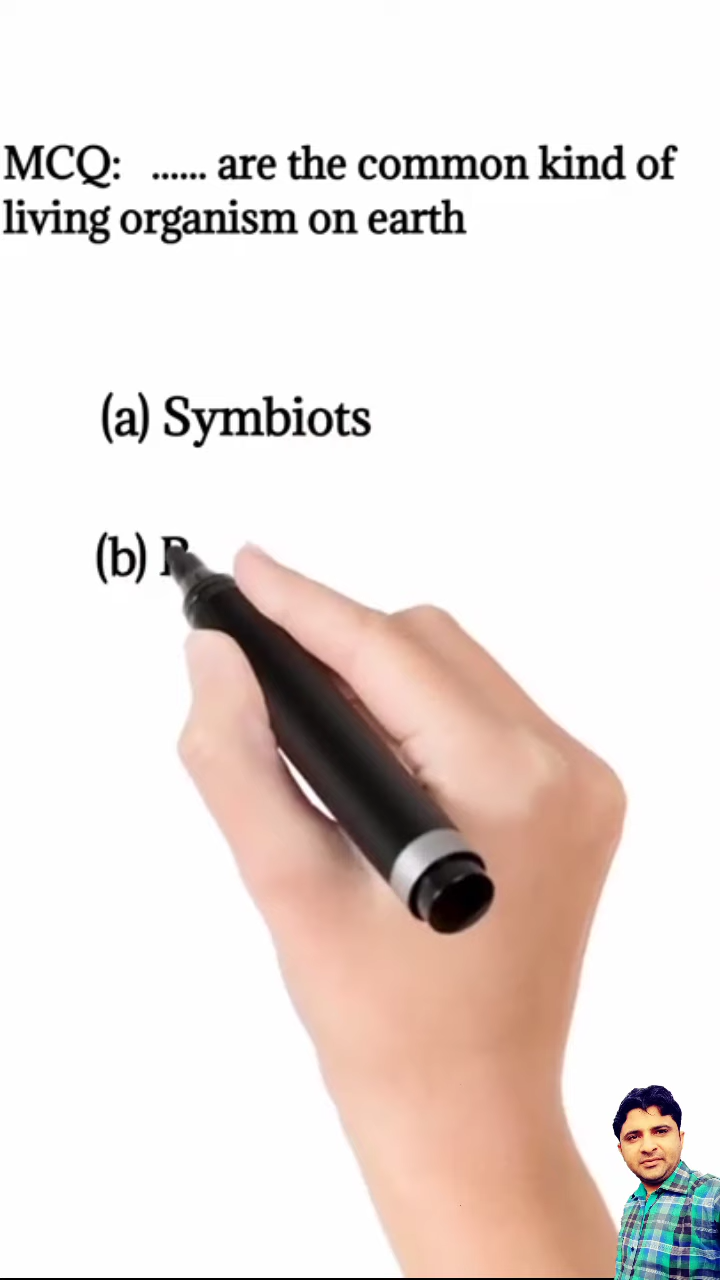 MCQ: ...... are the common kind of
living organism on earth
(a) Symbiots
(b)